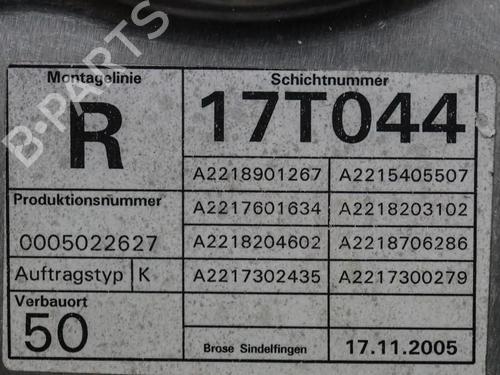 B-PARTS
Montagelinie
Schichtnummer
R
17T044
A2218901267 A2215405507
Produktionsnummer
A2217601634 A2218203102
0005022627
A2218204602 A2218706286
Auftragstyp K
A2217302435 A2217300279
Verbauort
50
Brose Sindelfingen
17.11.2005